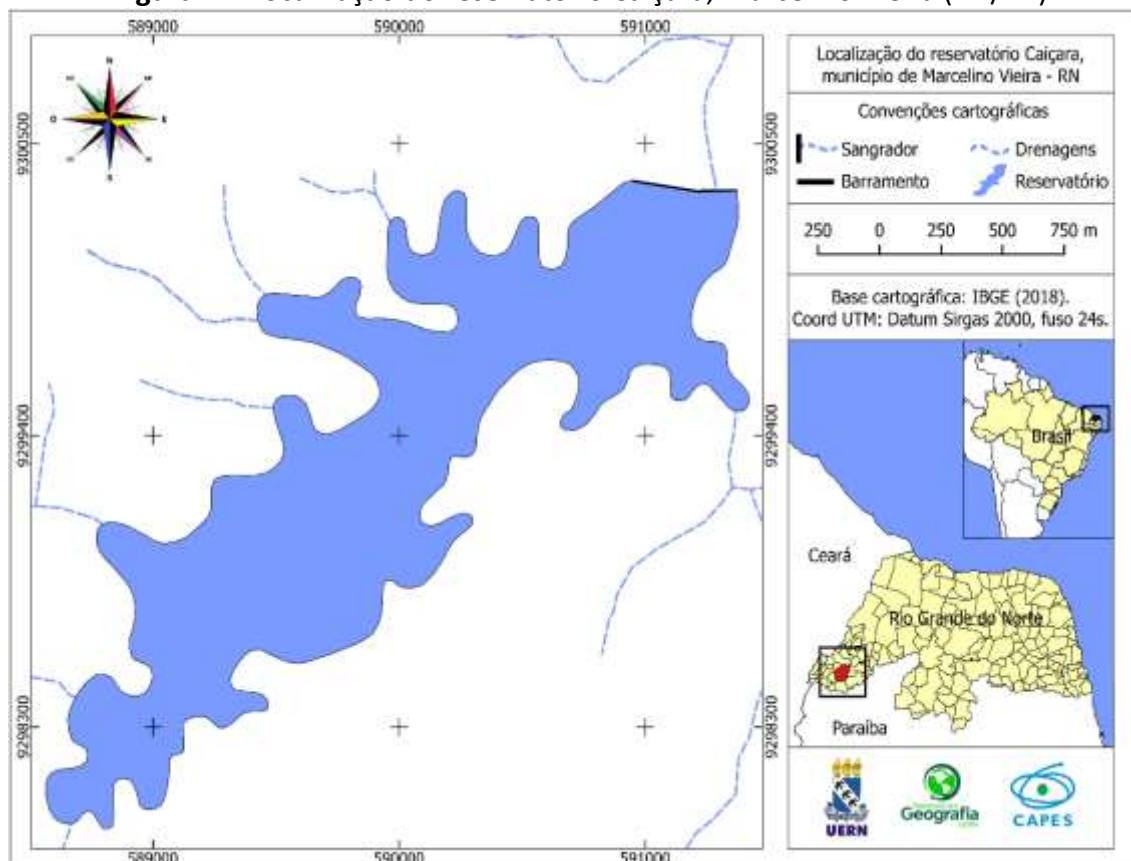 589000 590000 591000
9300500
9299400
9298300
N
O E
S
589000 590000 591000
Localização do reservatório Caiçara,
município de Marcelino Vieira - RN
Convenções cartográficas
Sangrador Drenagens
Barramento Reservatório
250 0 250 500 750 m
Base cartográfica: IBGE (2018).
Coord UTM: Datum Sirgas 2000, fuso 24s.
Brasil
Ceará
Rio Grande do Norte
Paraíba
UERN
Geografia
CAPES
9300500
9299400
9298300